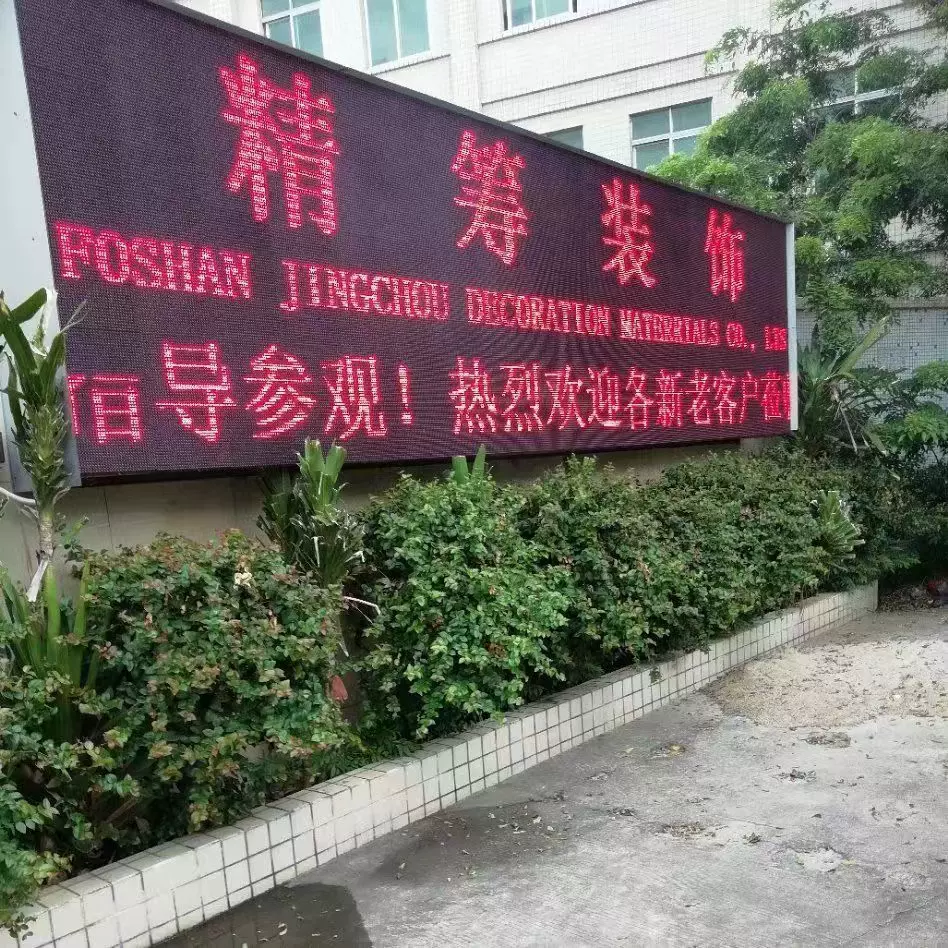 精筹装饰
FOSHAN JINGCHOU DECORATION MATERRIALS CO., LTD
导参观！热烈欢迎各新老客户莅